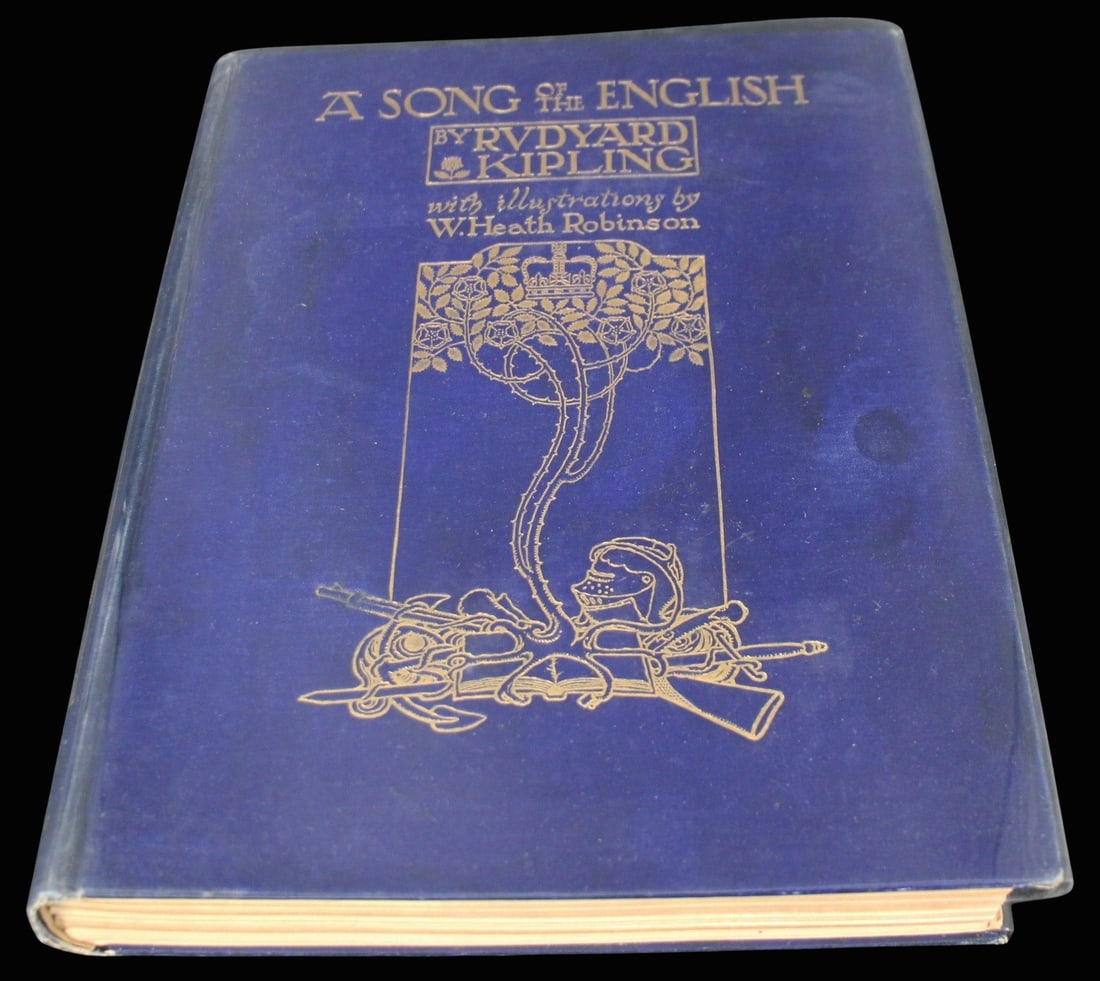 A SONG OF THE ENGLISH
BY RVDYARD
KIPLING
with illustrations by
W. Heath Robinson